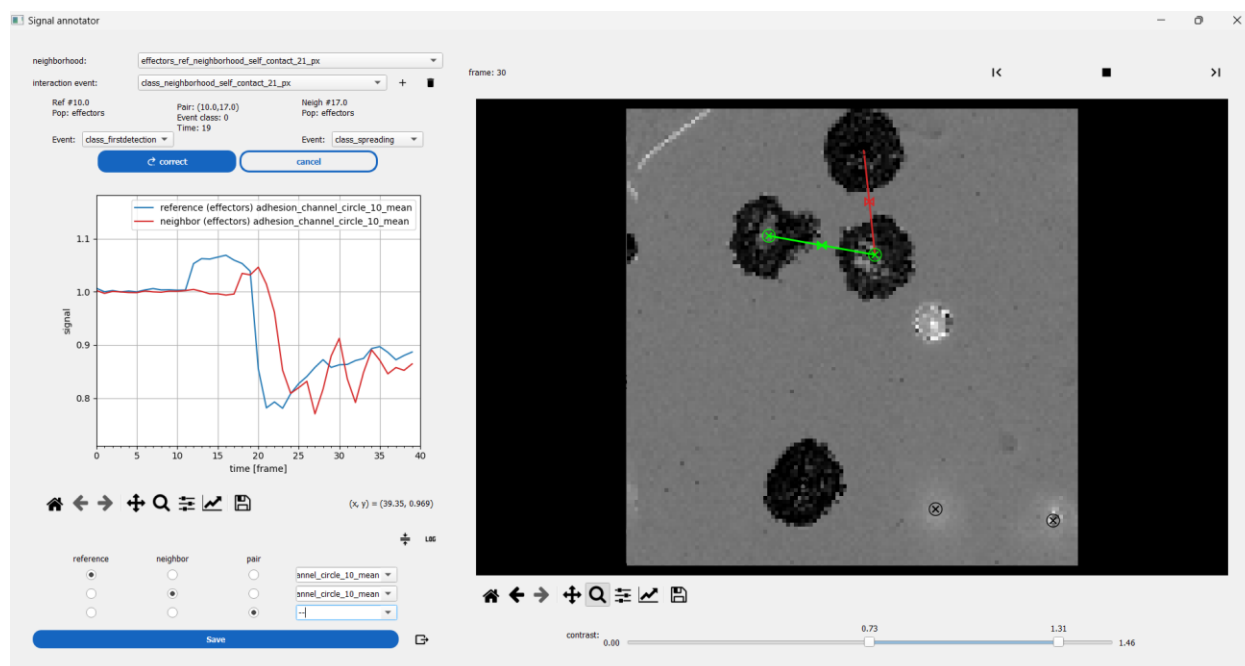 Signal annotator
neighborhood: effectors_ref_neighborhood_self_contact_21_px
interaction event: class_neighborhood_self_contact_21_px +
Ref #10.0
Pop: effectors
Pair: (10.0,17.0)
Event class: 0
Time: 19
Neigh #17.0
Pop: effectors
Event: class_firstdetection
Event: class_spreading
correct cancel
reference (effectors) adhesion_channel_circle_10_mean
neighbor (effectors) adhesion_channel_circle_10_mean
1.1
1.0
0.9
0.8
signal
0 5 10 15 20 25 30 35 40
time [frame]
(x, y) = (39.35, 0.969)
LOG
reference neighbor pair
annel_circle_10_mean
annel_circle_10_mean
--
Save
frame: 30
contrast: 0.00 0.73 1.31 1.46